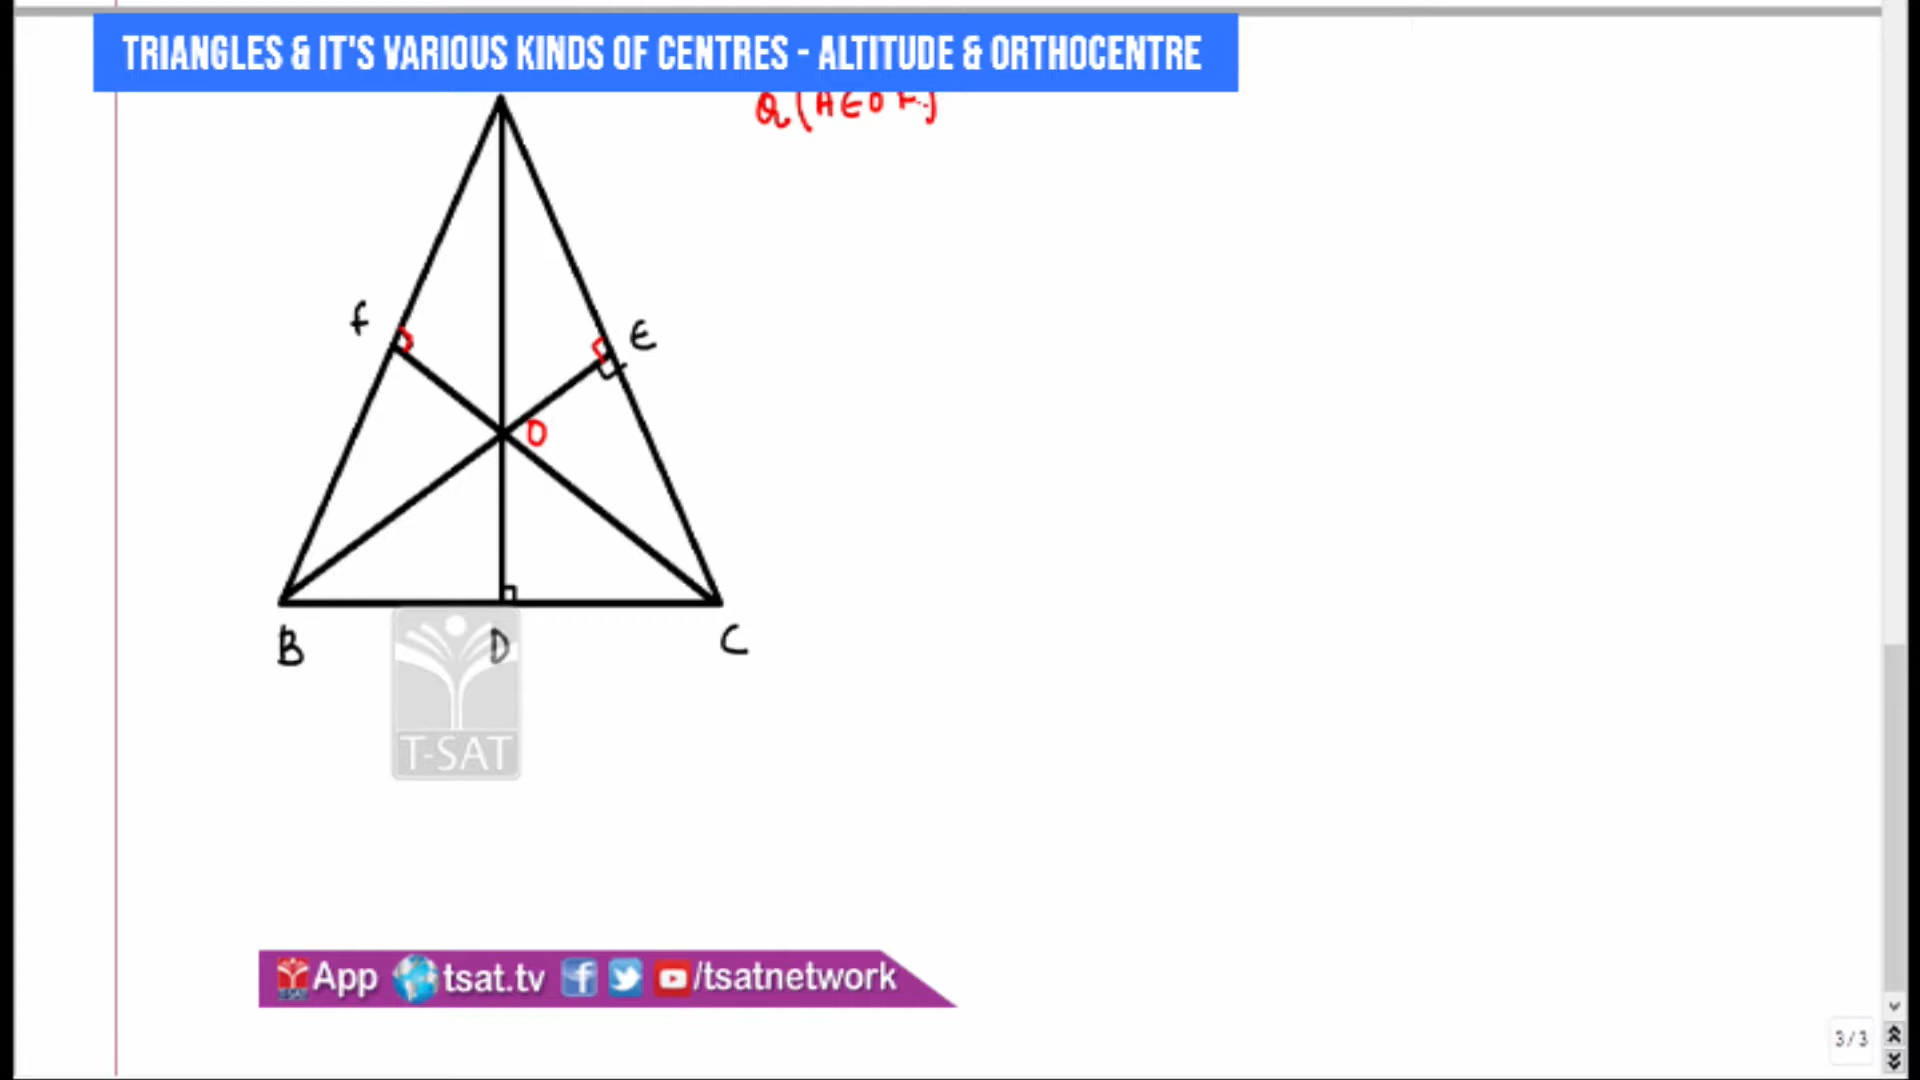 TRIANGLES & IT'S VARIOUS KINDS OF CENTRES - ALTITUDE & ORTHOCENTRE
Q(AEOF)
F
E
O
B
D
C
T-SAT
App tsat.tv /tsatnetwork
3/3